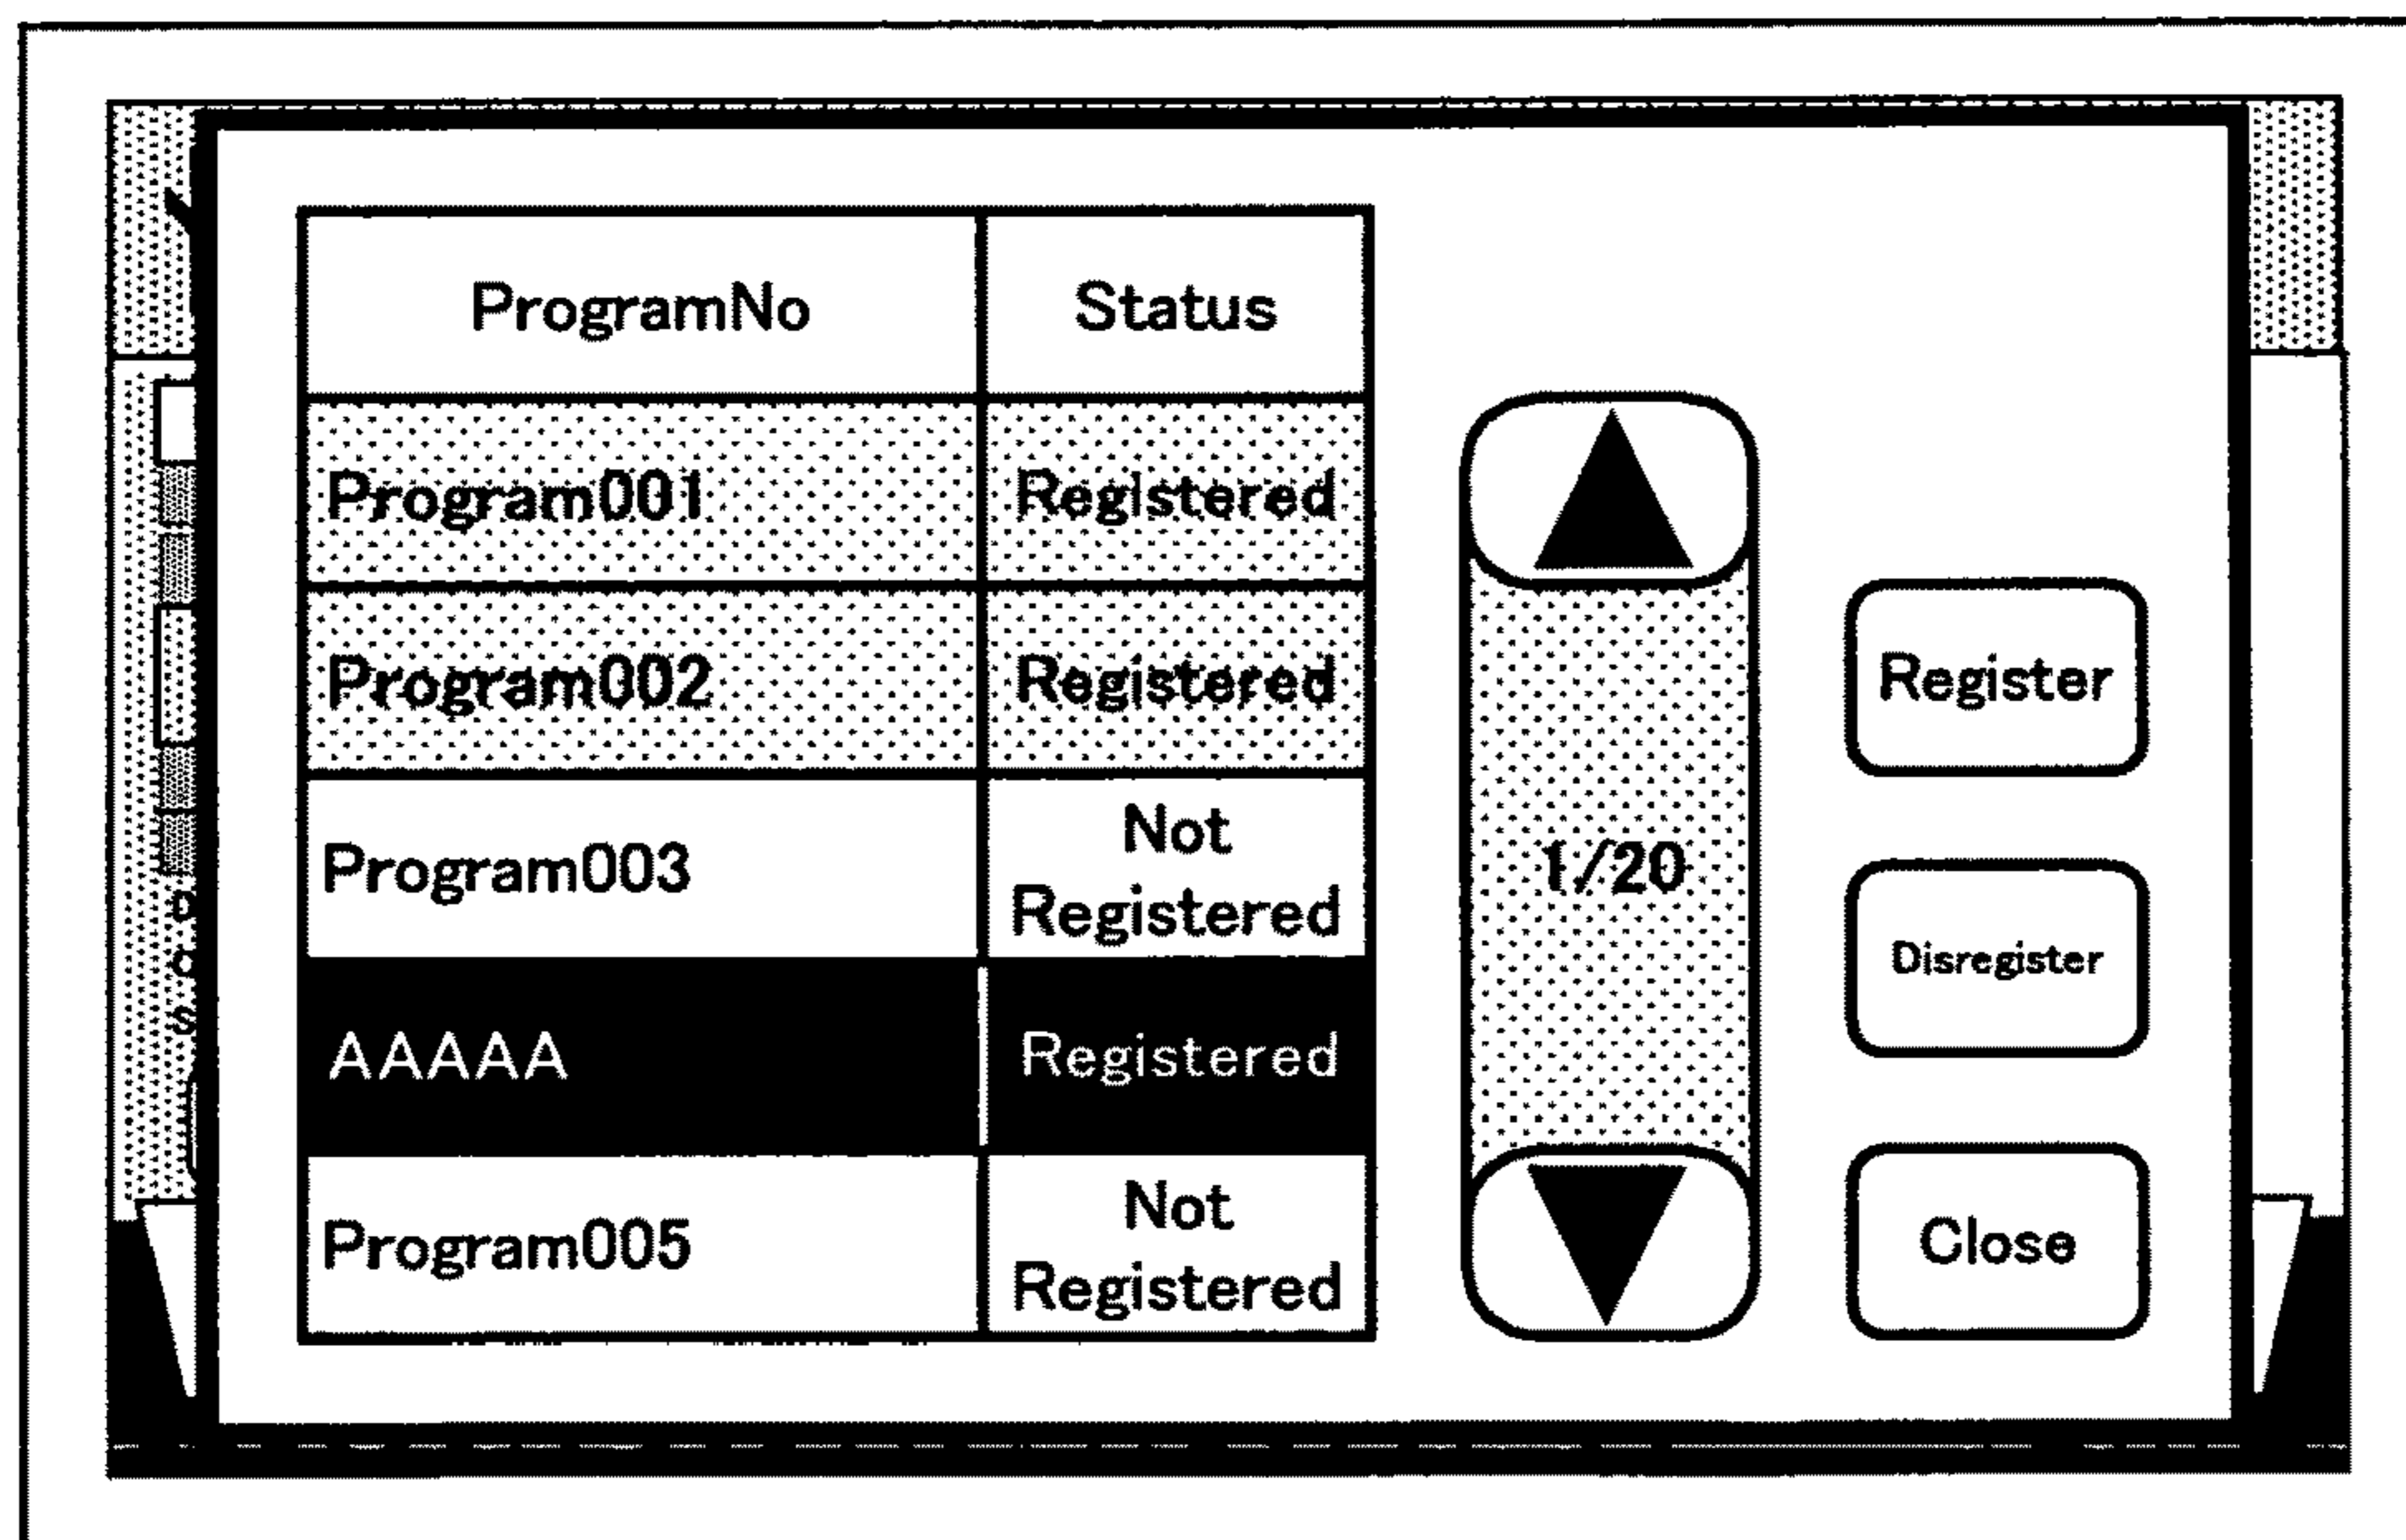 ProgramNo Status
Program001 Registered
Program002 Registered
Program003 Not Registered
AAAAA Registered
Program005 Not Registered
1/20
Register
Disregister
Close